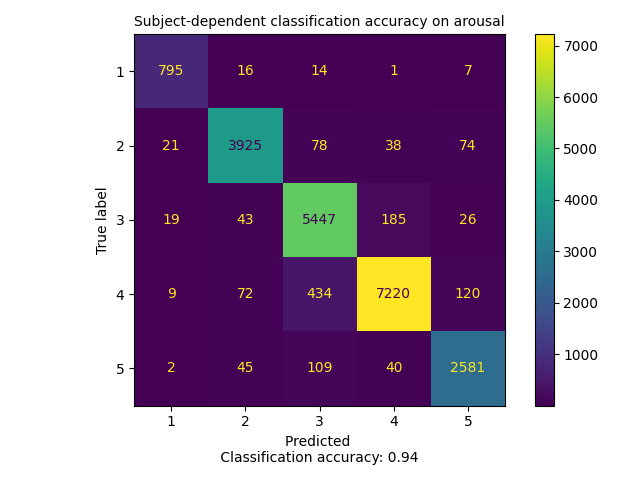 Subject-dependent classification accuracy on arousal
1 795 16 14 1 7
2 21 3925 78 38 74
3 19 43 5447 185 26
4 9 72 434 7220 120
5 2 45 109 40 2581
1 2 3 4 5
True label
Predicted
Classification accuracy: 0.94
7000
6000
5000
4000
3000
2000
1000